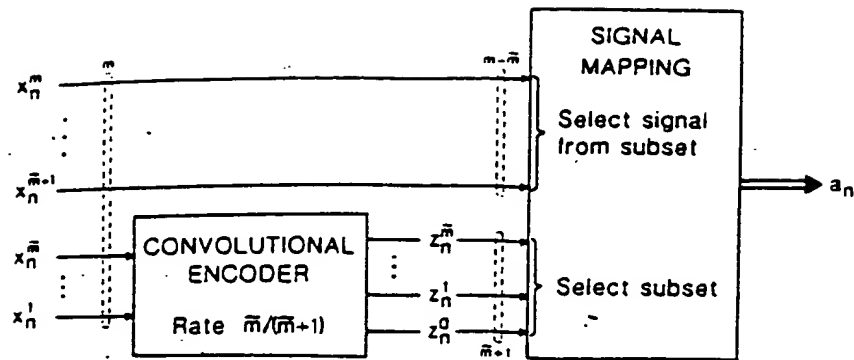 SIGNAL
MAPPING
m
m-m̃
x_n^m
Select signal
from subset
x_n^{m̃+1}
a_n
x_n^{m̃}
CONVOLUTIONAL
ENCODER
z_n^{m̃}
Select subset
x_n^1
Rate m̃/(m̃+1)
z_n^1
z_n^0
m̃+1